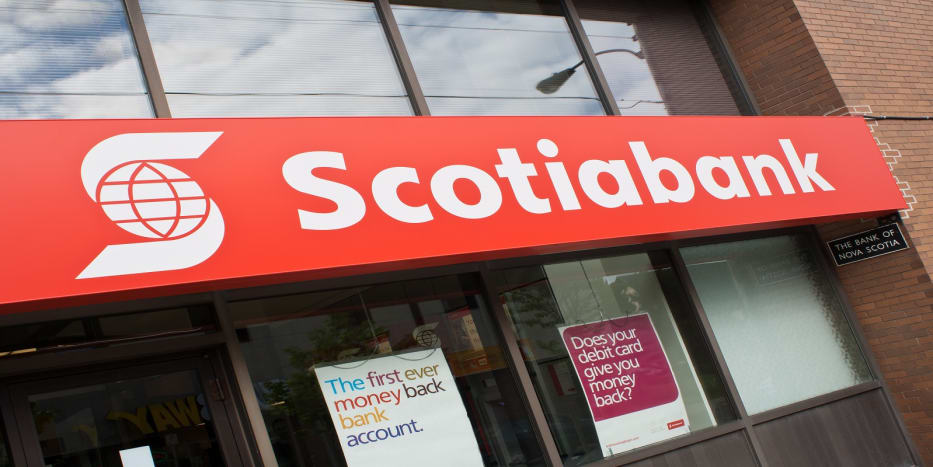 Scotiabank
THE BANK OF
NOVA SCOTIA
The first ever
money back
bank
account.
Does your
debit card
give you
money
back?